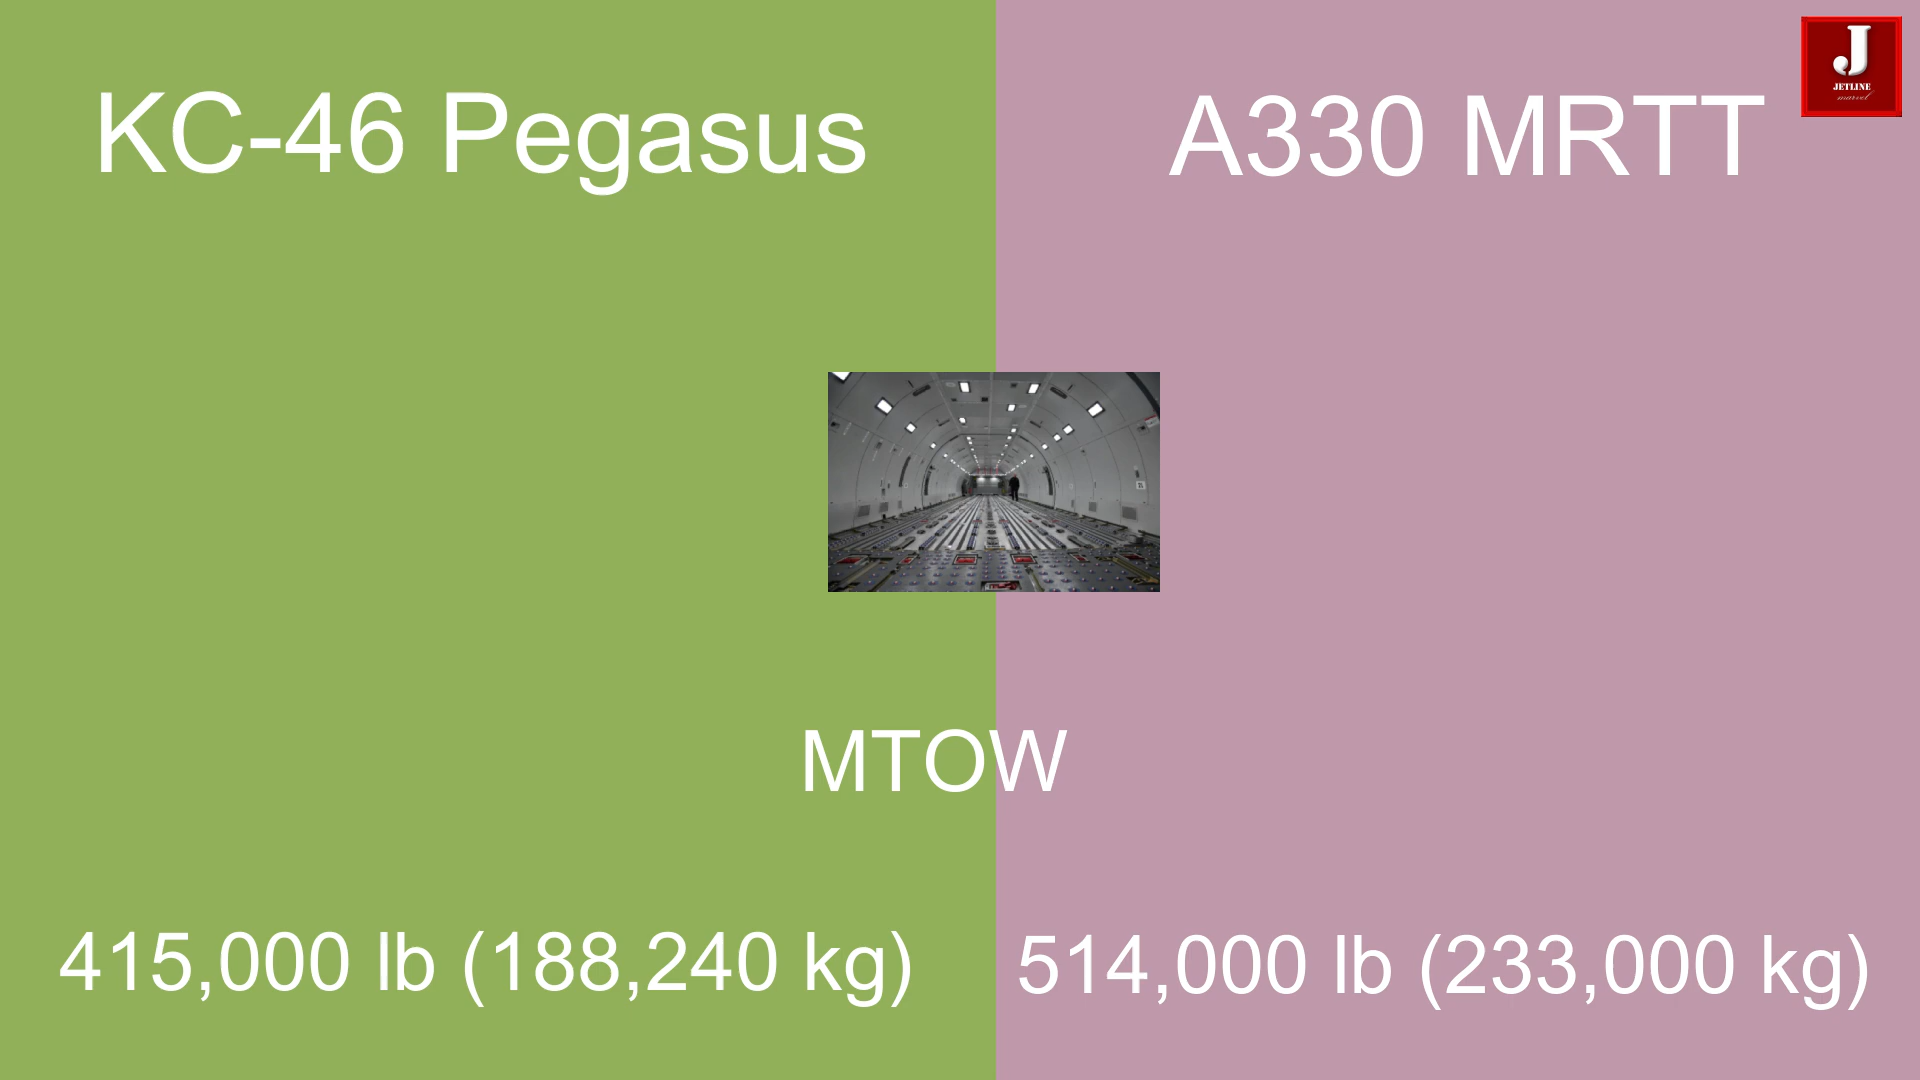 KC-46 Pegasus
A330 MRTT
J
JETLINE
marvel
MTOW
415,000 lb (188,240 kg)
514,000 lb (233,000 kg)